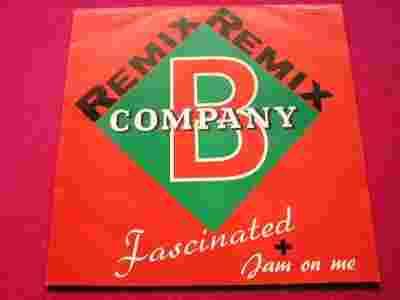 REMIX REMIX
B
COMPANY
Fascinated
+
Jam on me